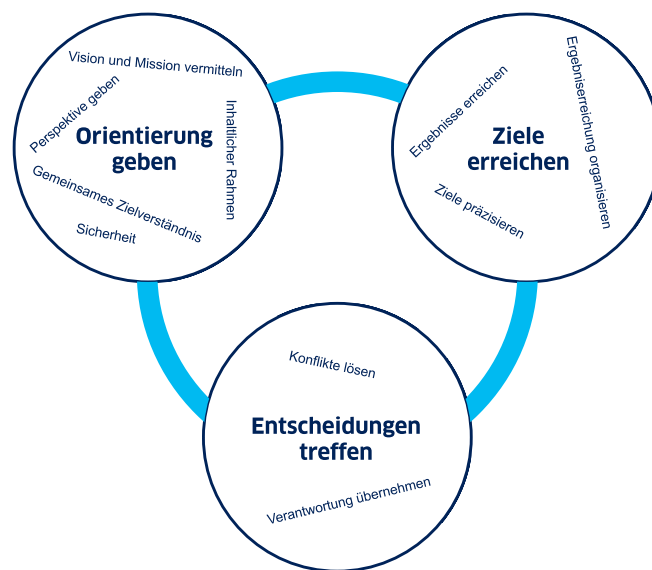 Vision und Mission vermitteln
Perspektive geben
Inhaltlicher Rahmen
Orientierung
geben
Gemeinsames Zielverständnis
Sicherheit
Ergebniserreichung organisieren
Ergebnisse erreichen
Ziele
erreichen
Ziele präzisieren
Konflikte lösen
Entscheidungen
treffen
Verantwortung übernehmen